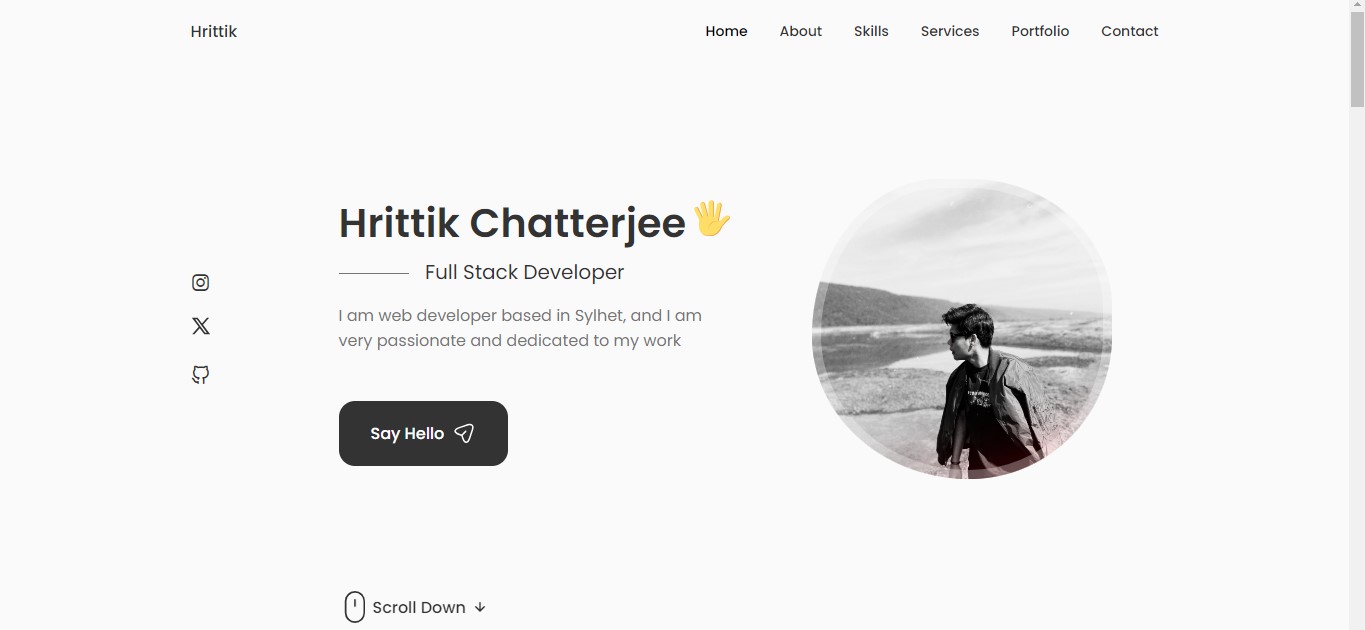 Hrittik
Home About Skills Services Portfolio Contact
Hrittik Chatterjee🖐
Full Stack Developer
I am web developer based in Sylhet, and I am
very passionate and dedicated to my work
Say Hello
Scroll Down ↓